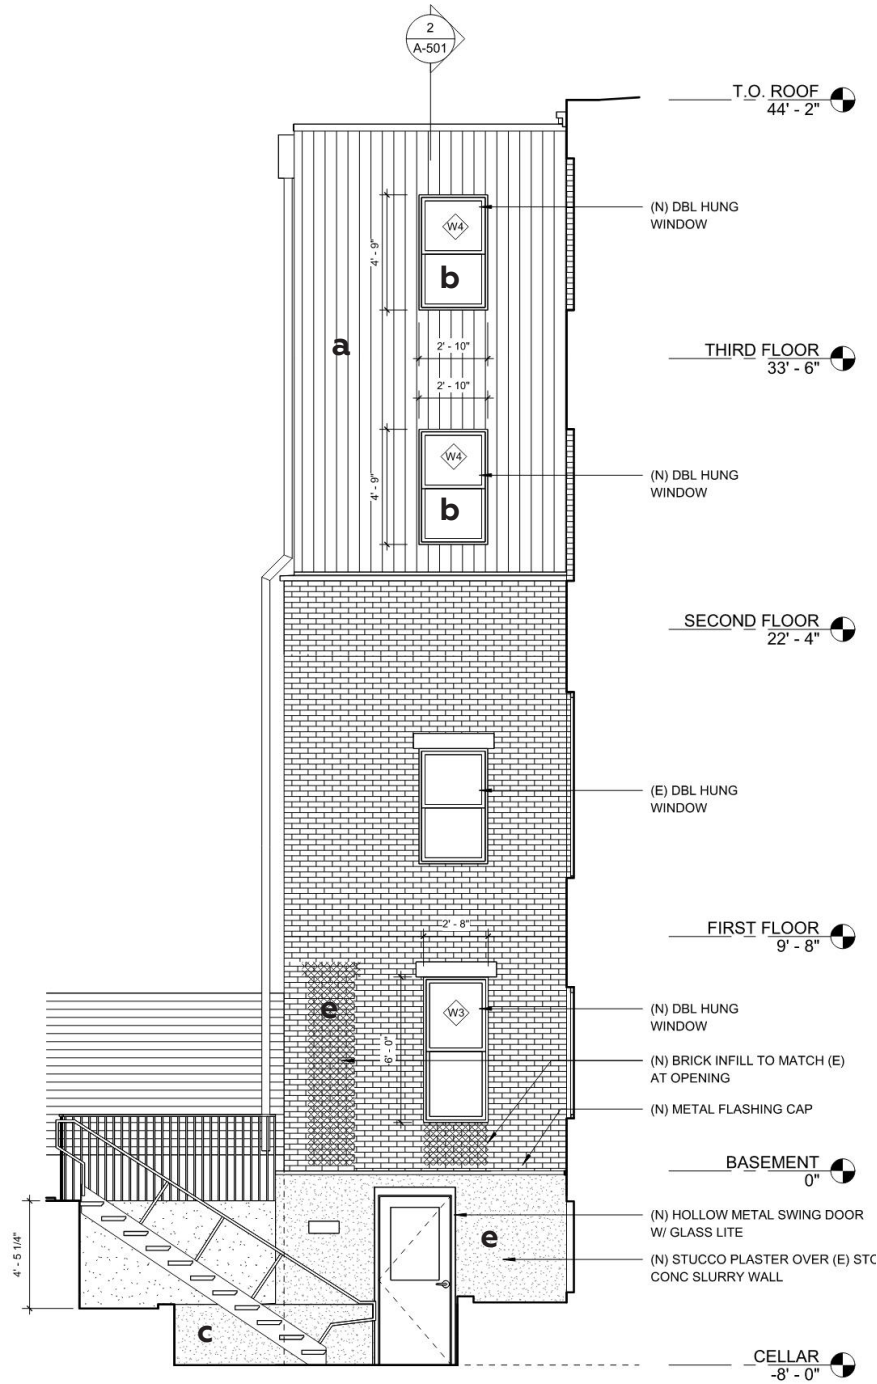 2
A-501
T.O. ROOF
44' - 2"
(N) DBL HUNG
WINDOW
W4
4' - 9"
b
a
2' - 10"
THIRD FLOOR
33' - 6"
2' - 10"
W4
(N) DBL HUNG
WINDOW
4' - 9"
b
SECOND FLOOR
22' - 4"
(E) DBL HUNG
WINDOW
2' - 8"
FIRST FLOOR
9' - 8"
e
W3
(N) DBL HUNG
WINDOW
6' - 0"
(N) BRICK INFILL TO MATCH (E)
AT OPENING
(N) METAL FLASHING CAP
BASEMENT
0"
(N) HOLLOW METAL SWING DOOR
W/ GLASS LITE
4' - 5 1/4"
e
(N) STUCCO PLASTER OVER (E) STO
CONC SLURRY WALL
c
CELLAR
-8' - 0"